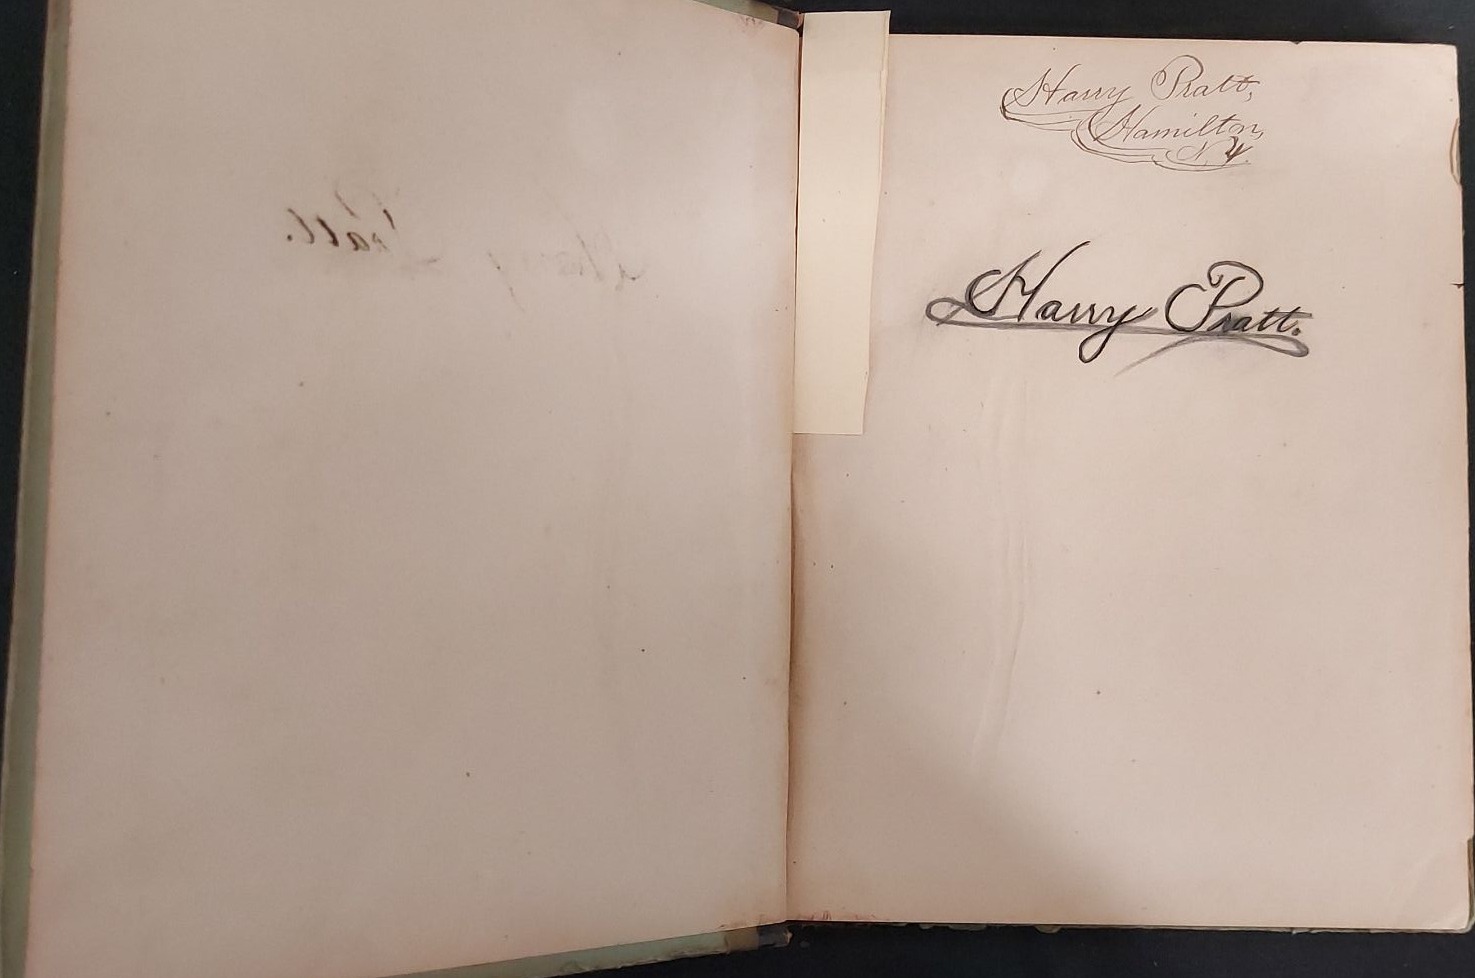 Harry Pratt,
Hamilton,
N.Y.
Harry Pratt.